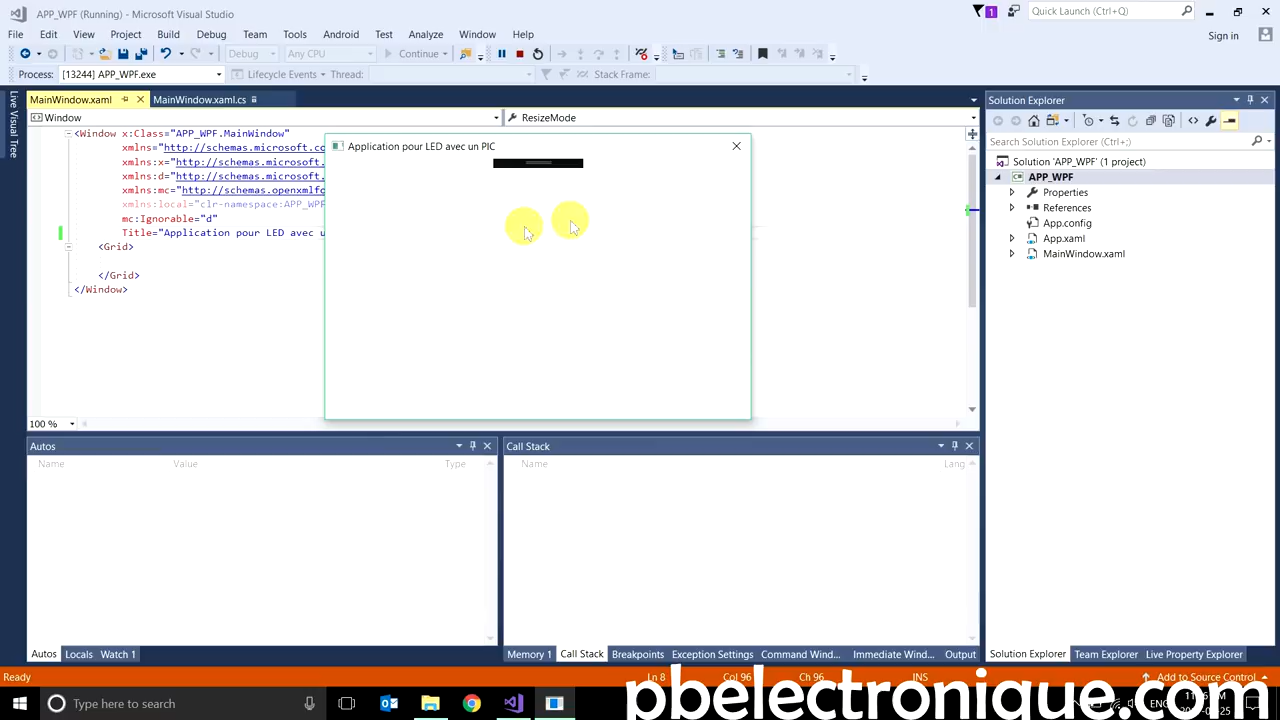 APP_WPF (Running) - Microsoft Visual Studio
1
Quick Launch (Ctrl+Q)
File Edit View Project Build Debug Team Tools Android Test Analyze Window Help
Sign in
Debug Any CPU Continue
Process: [13244] APP_WPF.exe Lifecycle Events Thread: Stack Frame:
Live Visual Tree
MainWindow.xaml MainWindow.xaml.cs
Window ResizeMode
<Window x:Class="APP_WPF.MainWindow"
xmlns="http://schemas.microsoft.co
xmlns:x="http://schemas.microsoft.
xmlns:d="http://schemas.microsoft.
xmlns:mc="http://schemas.openxmlfo
xmlns:local="clr-namespace:APP_WPF
mc:Ignorable="d"
Title="Application pour LED avec u
<Grid>
</Grid>
</Window>
Application pour LED avec un PIC
100 %
Solution Explorer
Search Solution Explorer (Ctrl+;)
Solution 'APP_WPF' (1 project)
APP_WPF
Properties
References
App.config
App.xaml
MainWindow.xaml
Autos
Name Value Type
Call Stack
Name Lang
Autos Locals Watch 1
Memory 1 Call Stack Breakpoints Exception Settings Command Wind... Immediate Wind... Output
Solution Explorer Team Explorer Live Property Explorer
Ready Ln 8 Col 96 Ch 96 INS Add to Source Control
Type here to search
pbelectronique.com